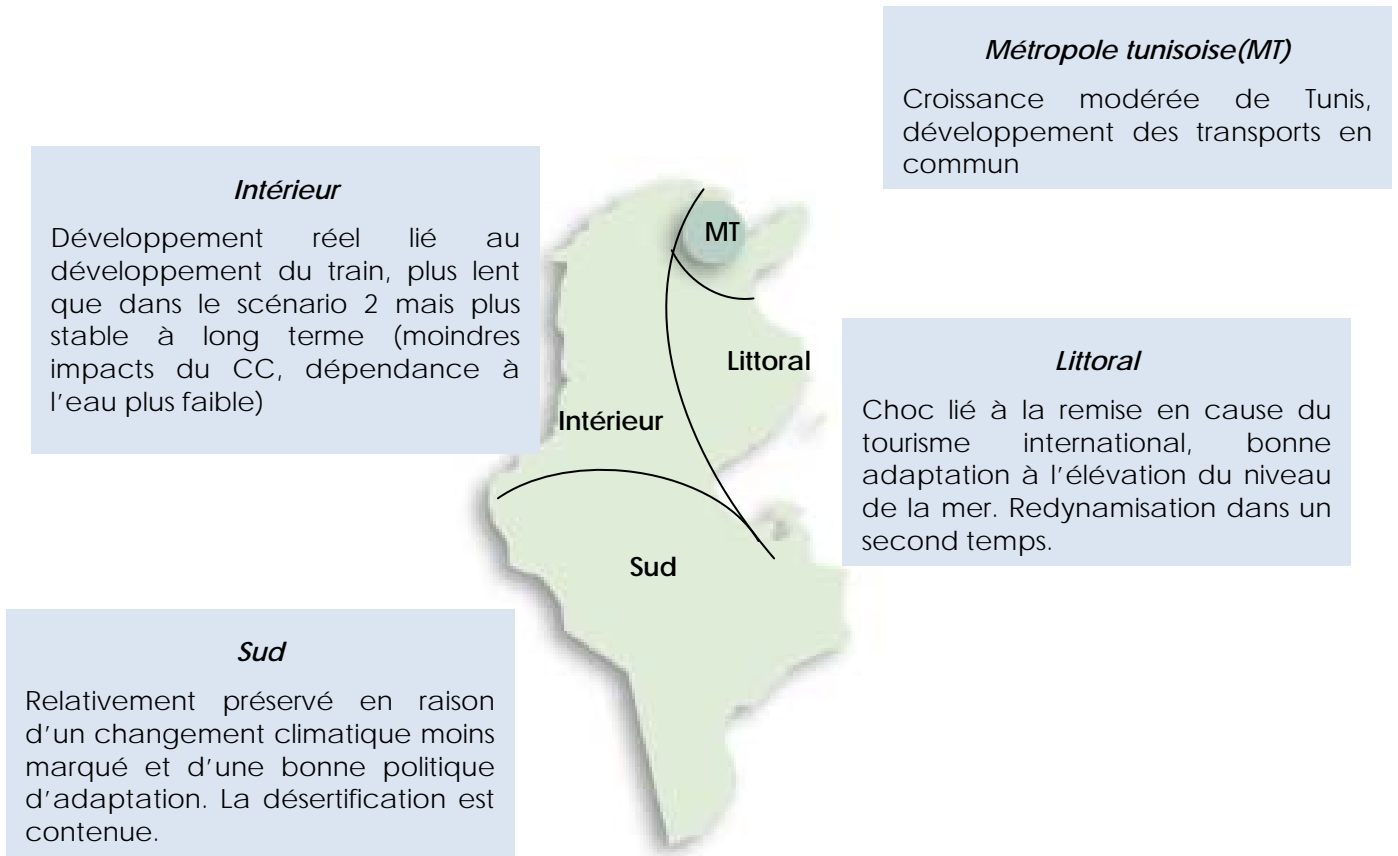 Métropole tunisoise(MT)
Croissance modérée de Tunis,
développement des transports en
commun
Intérieur
Développement réel lié au
développement du train, plus lent
que dans le scénario 2 mais plus
stable à long terme (moindres
impacts du CC, dépendance à
l’eau plus faible)
MT
Littoral
Intérieur
Sud
Littoral
Choc lié à la remise en cause du
tourisme international, bonne
adaptation à l’élévation du niveau
de la mer. Redynamisation dans un
second temps.
Sud
Relativement préservé en raison
d’un changement climatique moins
marqué et d’une bonne politique
d’adaptation. La désertification est
contenue.